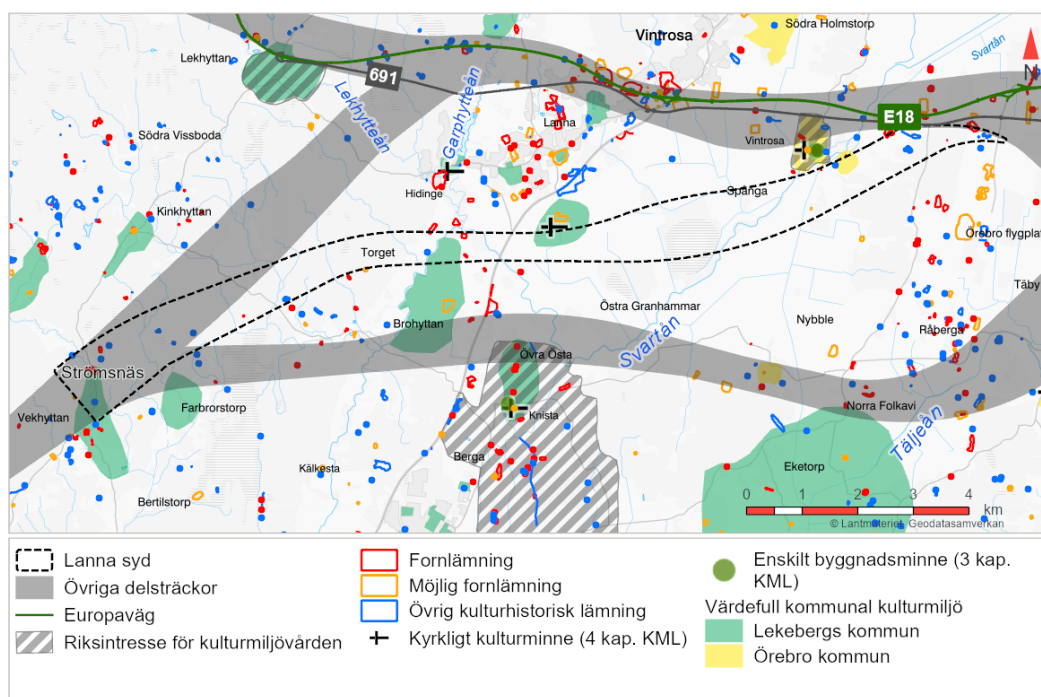 Södra Holmstorp
Vintrosa
Svartån
Lekhyttan
691
N
Lekhytteån
Garphytteån
Lanna
E18
Södra Vissboda
Vintrosa
Hidinge
Spånga
Kinkhyttan
Torget
Örebro flygplat
Täby
Östra Granhammar
Nybble
Brohyttan
Råberga
Svartån
Övra Östa
Strömsnäs
Farbrorstorp
Norra Folkavi
Vekhyttan
Knista
Täljeån
Berga
Kälkesta
Eketorp
Bertilstorp
0 1 2 3 4
km
© Lantmäteriet, Geodatasamverkan
Lanna syd
Övriga delsträckor
Europaväg
Riksintresse för kulturmiljövården
Fornlämning
Möjlig fornlämning
Övrig kulturhistorisk lämning
Kyrkligt kulturminne (4 kap. KML)
Enskilt byggnadsminne (3 kap.
KML)
Värdefull kommunal kulturmiljö
Lekebergs kommun
Örebro kommun